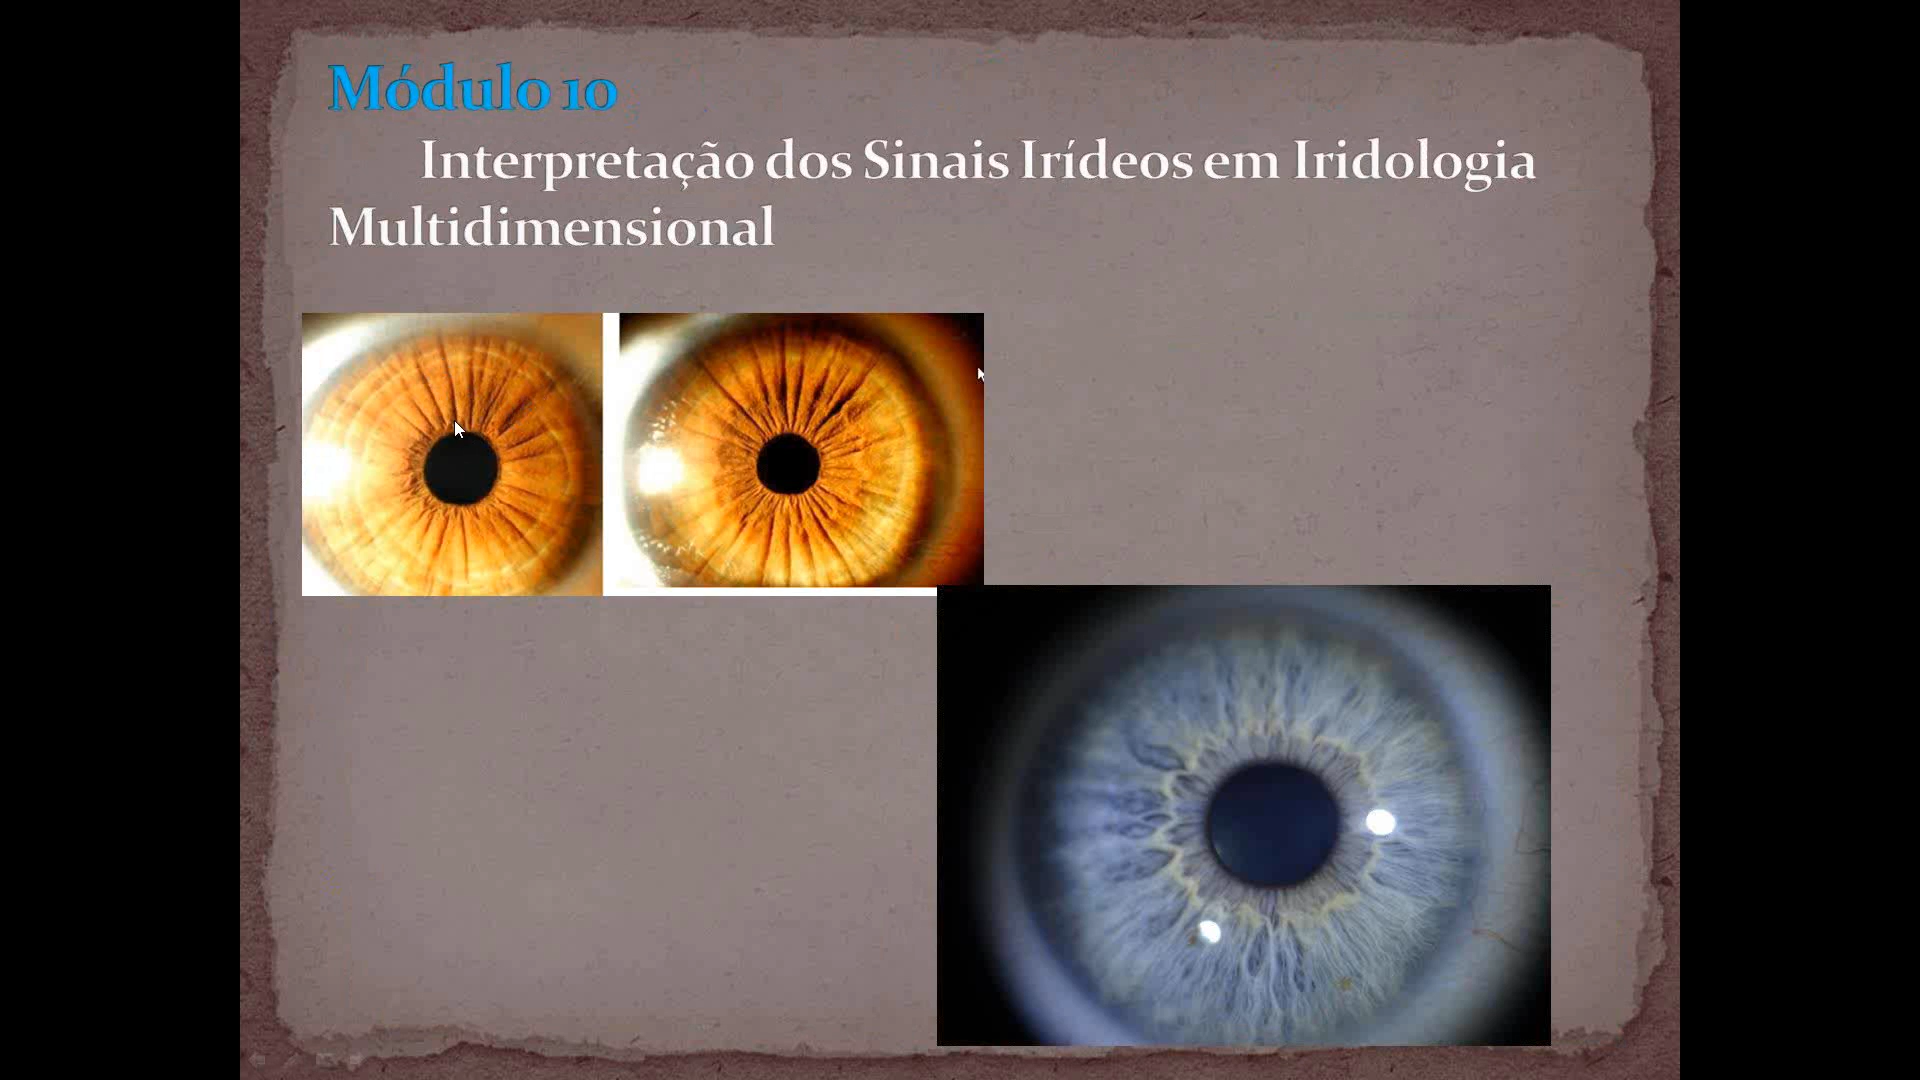 Módulo 10
Interpretação dos Sinais Irídeos em Iridologia
Multidimensional